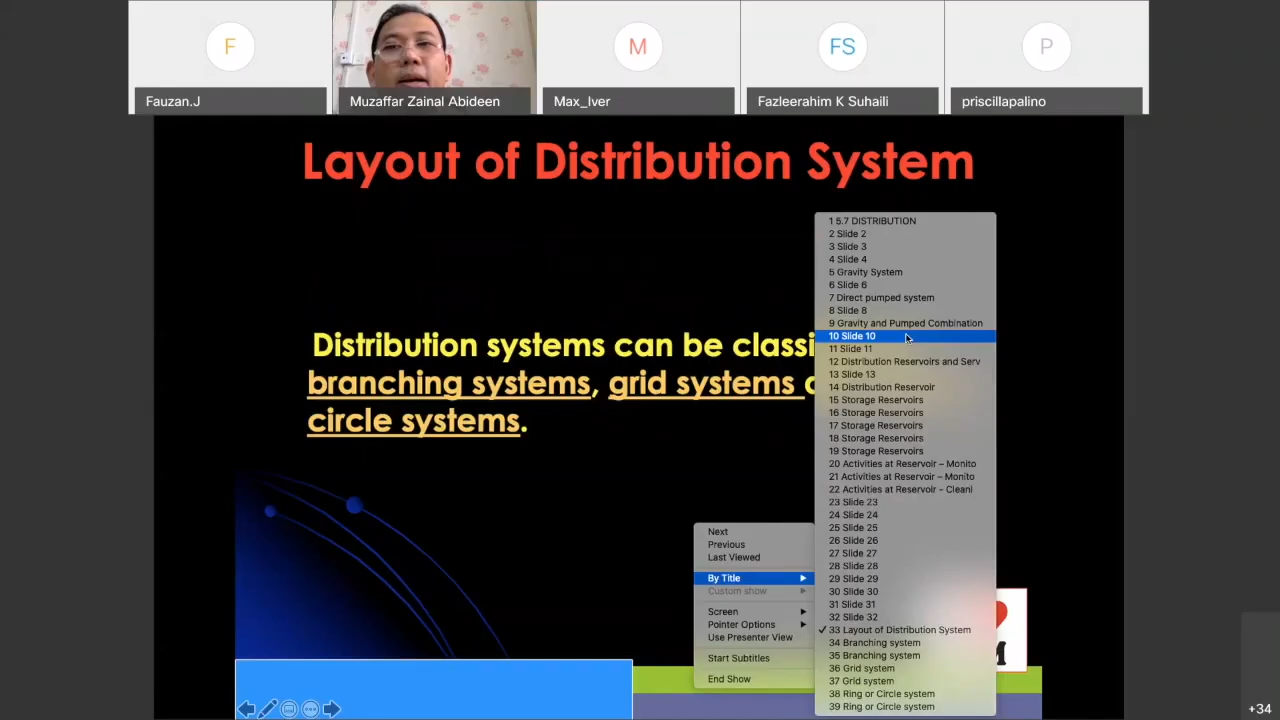 F
M
FS
P
Fauzan.J
Muzaffar Zainal Abideen
Max_Iver
Fazleerahim K Suhaili
priscillapalino
Layout of Distribution System
Distribution systems can be classi
branching systems, grid systems
circle systems.
1 5.7 DISTRIBUTION
2 Slide 2
3 Slide 3
4 Slide 4
5 Gravity System
6 Slide 6
7 Direct pumped system
8 Slide 8
9 Gravity and Pumped Combination
10 Slide 10
11 Slide 11
12 Distribution Reservoirs and Serv
13 Slide 13
14 Distribution Reservoir
15 Storage Reservoirs
16 Storage Reservoirs
17 Storage Reservoirs
18 Storage Reservoirs
19 Storage Reservoirs
20 Activities at Reservoir – Monito
21 Activities at Reservoir – Monito
22 Activities at Reservoir - Cleani
23 Slide 23
24 Slide 24
25 Slide 25
26 Slide 26
27 Slide 27
28 Slide 28
29 Slide 29
30 Slide 30
31 Slide 31
32 Slide 32
✓ 33 Layout of Distribution System
34 Branching system
35 Branching system
36 Grid system
37 Grid system
38 Ring or Circle system
39 Ring or Circle system
Next
Previous
Last Viewed
By Title
Custom show
Screen
Pointer Options
Use Presenter View
Start Subtitles
End Show
+34